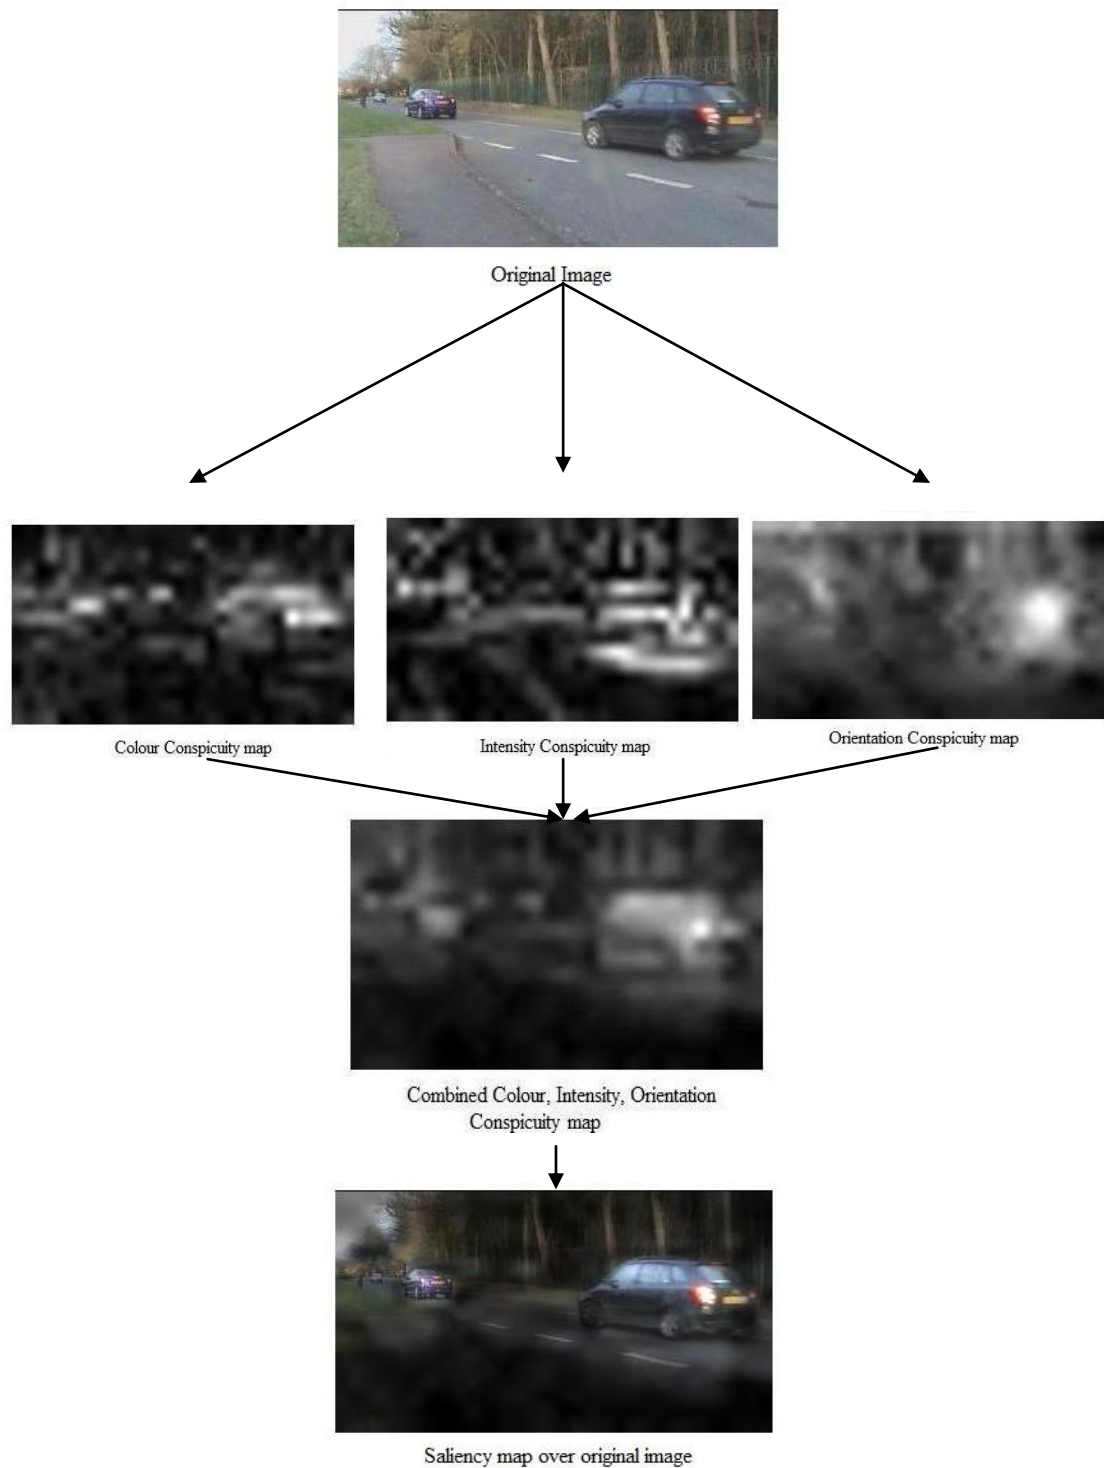 Original Image
Colour Conspicuity map
Intensity Conspicuity map
Orientation Conspicuity map
Combined Colour, Intensity, Orientation
Conspicuity map
Saliency map over original image